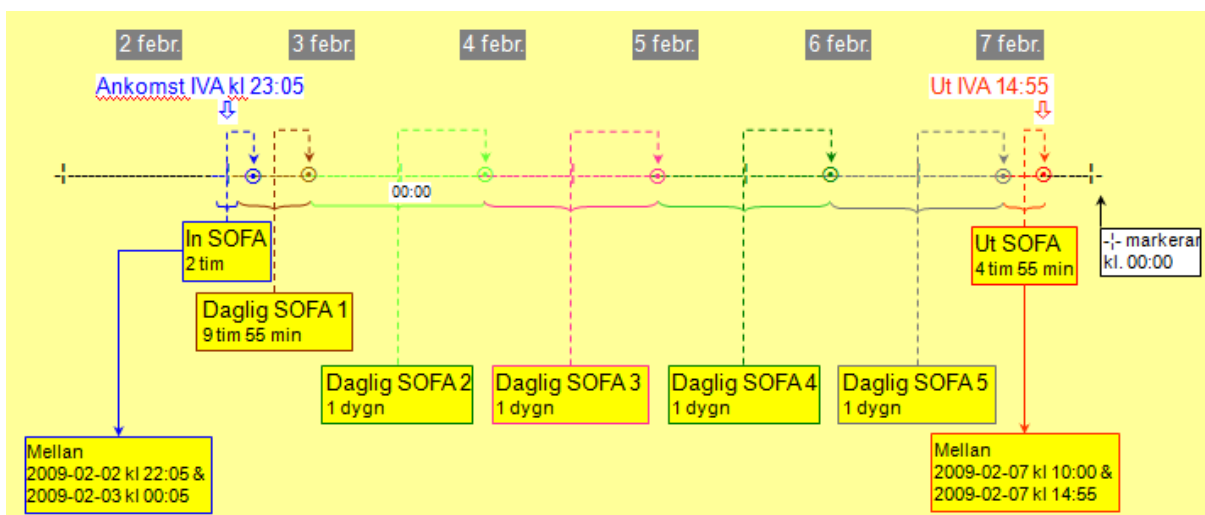 2 febr.
3 febr.
4 febr.
5 febr.
6 febr.
7 febr.
Ankomst IVA kl 23:05
Ut IVA 14:55
00:00
In SOFA
2 tim
Ut SOFA
4 tim 55 min
-¦- markerar
kl. 00:00
Daglig SOFA 1
9 tim 55 min
Daglig SOFA 2
1 dygn
Daglig SOFA 3
1 dygn
Daglig SOFA 4
1 dygn
Daglig SOFA 5
1 dygn
Mellan
2009-02-02 kl 22:05 &
2009-02-03 kl 00:05
Mellan
2009-02-07 kl 10:00 &
2009-02-07 kl 14:55